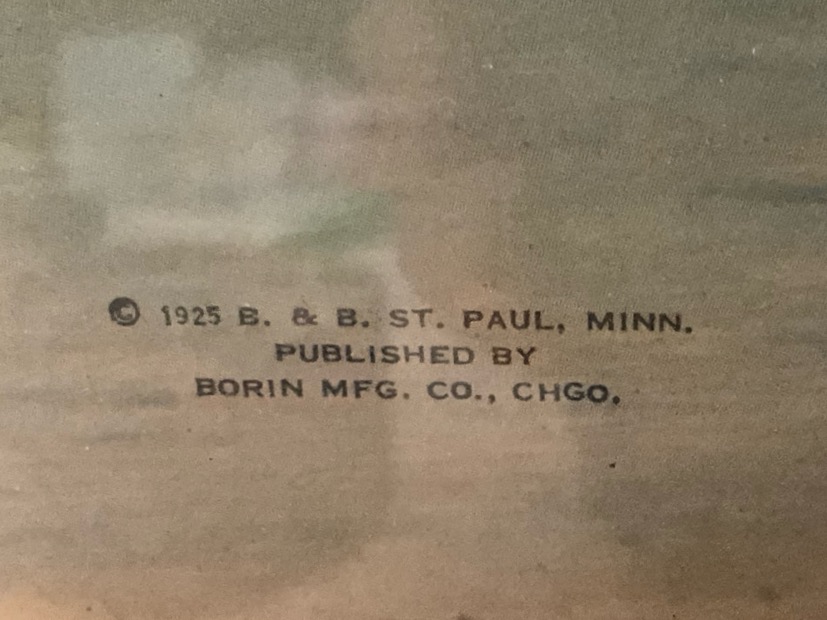 © 1925 B. & B. ST. PAUL, MINN.
PUBLISHED BY
BORIN MFG. CO., CHGO.